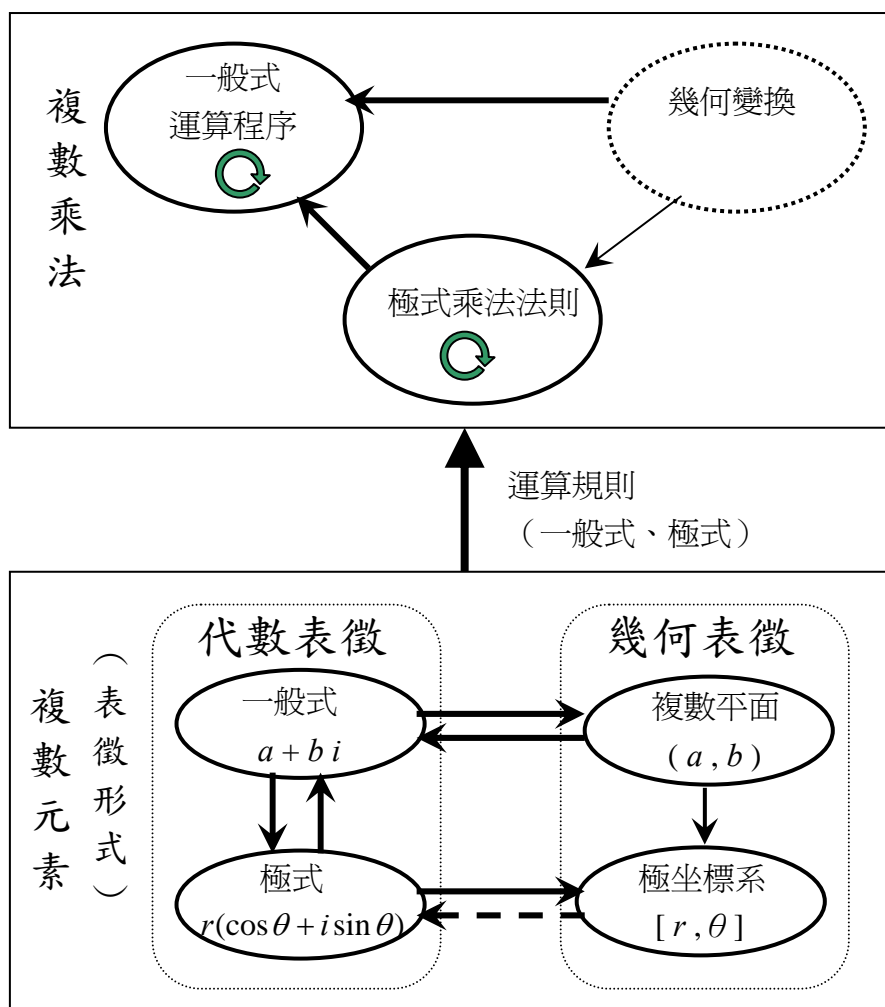 複數乘法
一般式
運算程序
幾何變換
極式乘法法則
運算規則
（一般式、極式）
複數元素
（表徵形式）
代數表徵
幾何表徵
一般式
a + b i
複數平面
( a , b )
極式
r(cosθ + i sinθ)
極坐標系
[ r , θ ]